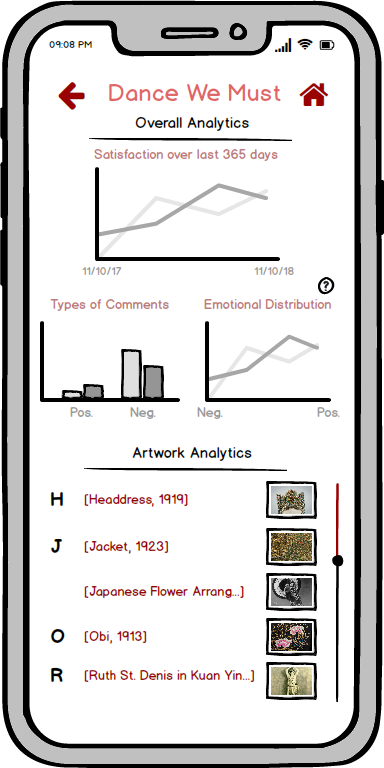 09:08 PM
Dance We Must
Overall Analytics
Satisfaction over last 365 days
11/10/17 11/10/18
?
Types of Comments Emotional Distribution
Pos. Neg. Neg. Pos.
Artwork Analytics
H [Headdress, 1919]
J [Jacket, 1923]
[Japanese Flower Arrang...]
O [Obi, 1913]
R [Ruth St. Denis in Kuan Yin...]